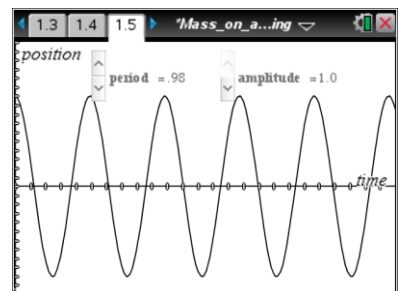 1.3 1.4 1.5 *Mass_on_a...ing
position
period =.98 amplitude =1.0
time